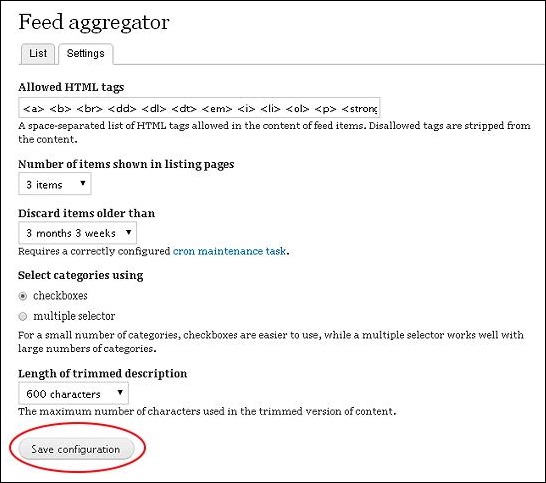 Feed aggregator
List Settings
Allowed HTML tags
<a> <b> <br> <dd> <dl> <dt> <em> <i> <li> <ol> <p> <strong
A space-separated list of HTML tags allowed in the content of feed items. Disallowed tags are stripped from
the content.
Number of items shown in listing pages
3 items
Discard items older than
3 months 3 weeks
Requires a correctly configured cron maintenance task.
Select categories using
checkboxes
multiple selector
For a small number of categories, checkboxes are easier to use, while a multiple selector works well with
large numbers of categories.
Length of trimmed description
600 characters
The maximum number of characters used in the trimmed version of content.
Save configuration